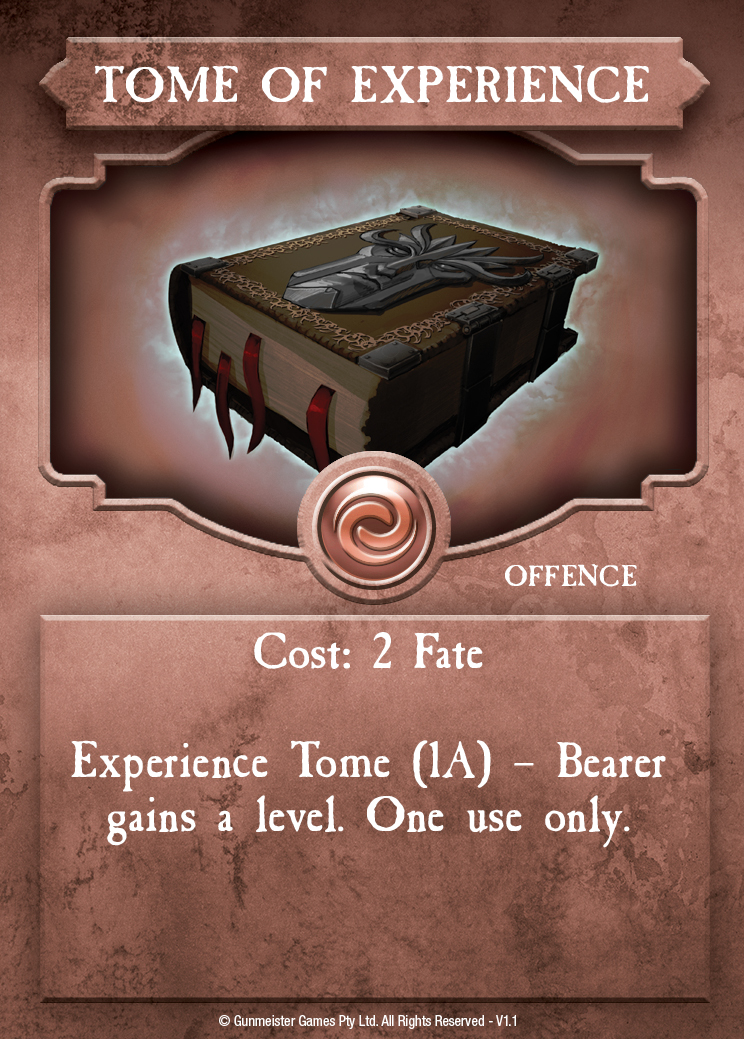 TOME OF EXPERIENCE
OFFENCE
Cost: 2 Fate
Experience Tome (1A) – Bearer
gains a level. One use only.
© Gunmeister Games Pty Ltd. All Rights Reserved - V1.1